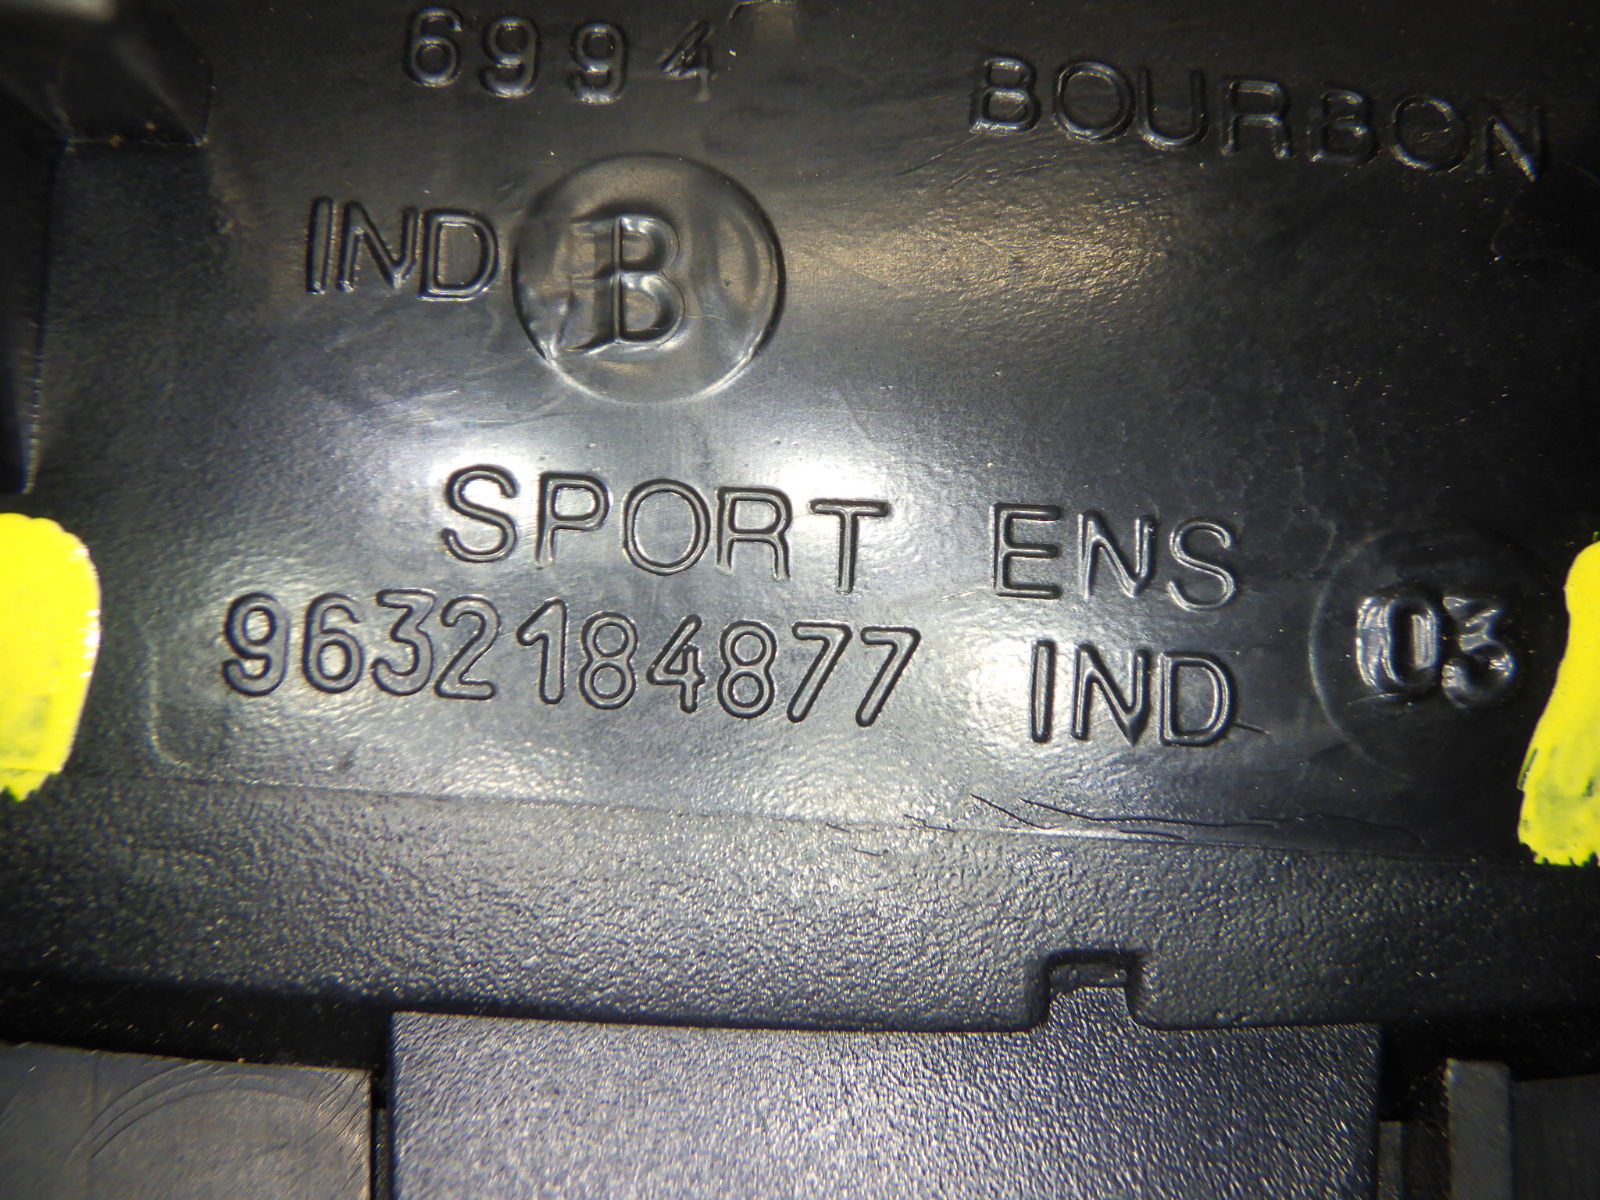 6994 BOURBON
IND B
SPORT ENS
9632184877 IND 03